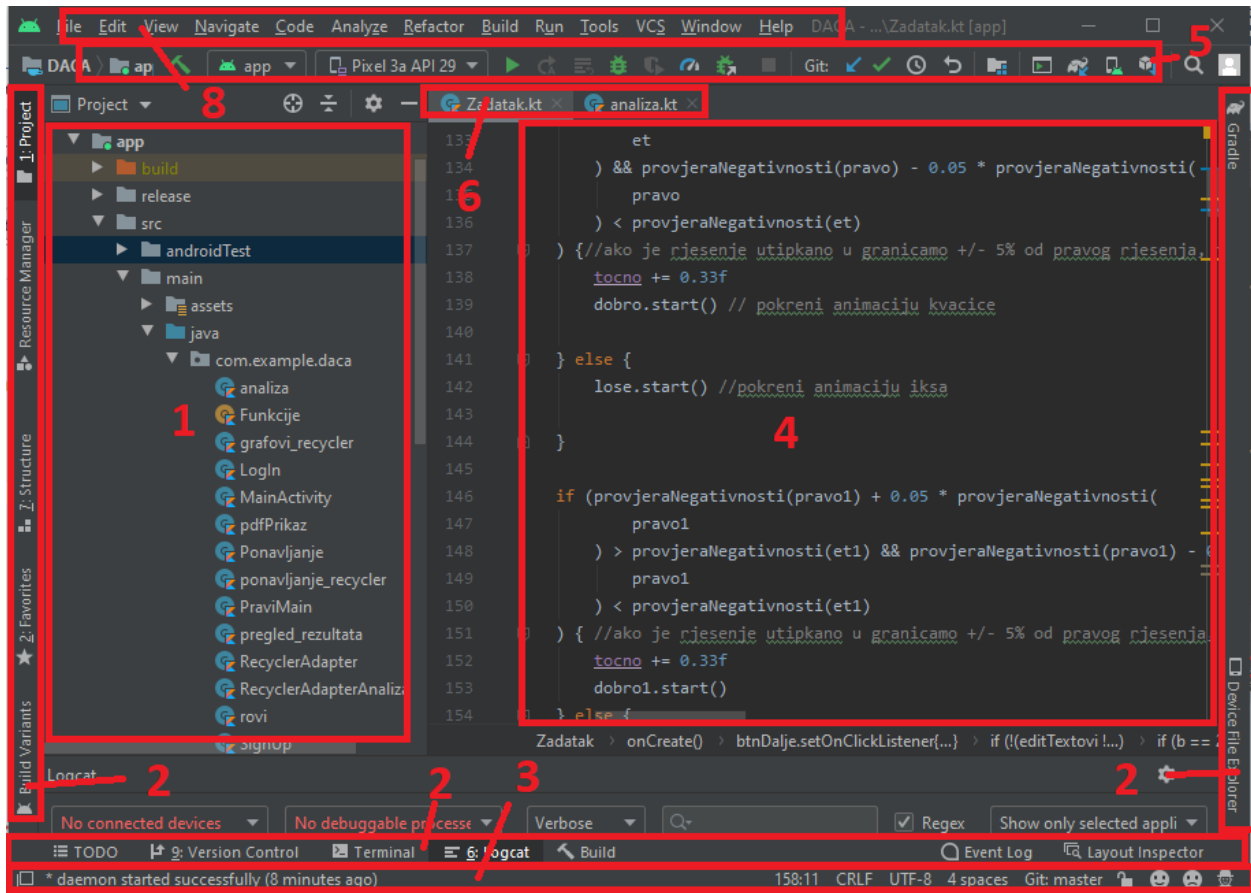 File Edit View Navigate Code Analyze Refactor Build Run Tools VCS Window Help DACA - ...\Zadatak.kt [app]
DACA ap app Pixel 3a API 29 Git: 5
Project 8 Zadatak.kt analiza.kt
1: Project
Resource Manager
7: Structure
2: Favorites
Build Variants
app
build
release
src
androidTest
main
assets
java
com.example.daca
analiza
Funkcije
grafovi_recycler
LogIn
MainActivity
pdfPrikaz
Ponavljanje
ponavljanje_recycler
PraviMain
pregled_rezultata
RecyclerAdapter
RecyclerAdapterAnaliza
rovi
SignUp
1
6
133 et
134 ) && provjeraNegativnosti(pravo) - 0.05 * provjeraNegativnosti(
135 pravo
136 ) < provjeraNegativnosti(et)
137 ) {//ako je rjesenje utipkano u granicamo +/- 5% od pravog rjesenja,
138 tocno += 0.33f
139 dobro.start() // pokreni animaciju kvacice
140
141 } else {
142 lose.start() //pokreni animaciju iksa
143
144 }
145
146 if (provjeraNegativnosti(pravo1) + 0.05 * provjeraNegativnosti(
147 pravo1
148 ) > provjeraNegativnosti(et1) && provjeraNegativnosti(pravo1) - 0
149 pravo1
150 ) < provjeraNegativnosti(et1)
151 ) { //ako je rjesenje utipkano u granicamo +/- 5% od pravog rjesenja
152 tocno += 0.33f
153 dobro1.start()
154 } else {
4
Gradle
Device File Explorer
Zadatak onCreate() btnDalje.setOnClickListener{...} if (!(editTextovi !...) if (b == 2
Logcat 2 2 3 2
No connected devices No debuggable processe Verbose Regex Show only selected appli
TODO 9: Version Control Terminal 6: Logcat Build Event Log Layout Inspector
* daemon started successfully (8 minutes ago) 158:11 CRLF UTF-8 4 spaces Git: master